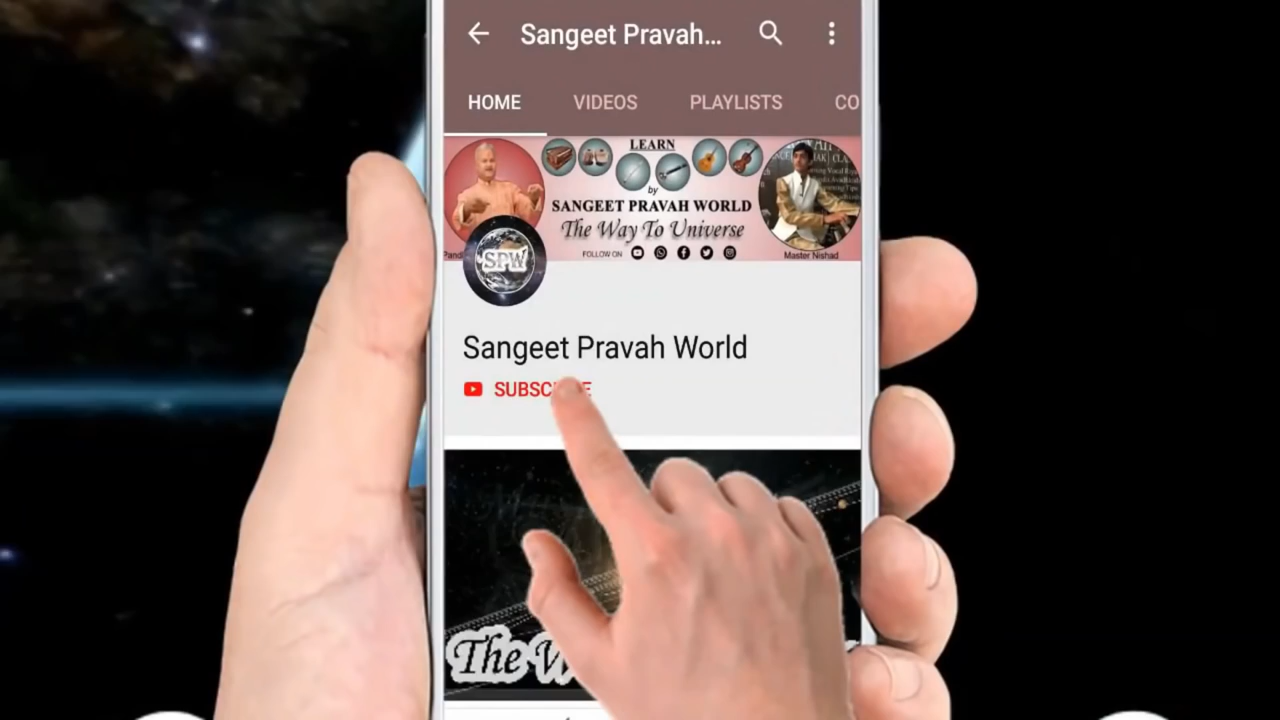 Sangeet Pravah...
HOME VIDEOS PLAYLISTS CO
LEARN
by
SANGEET PRAVAH WORLD
The Way To Universe
FOLLOW ON
Master Nishad
SPW
Sangeet Pravah World
The